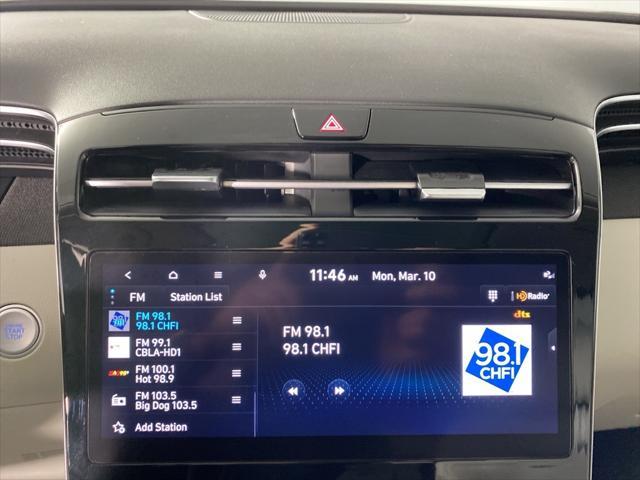 11:46 AM
Mon, Mar. 10
FM
Station List
HD Radio
dts
FM 98.1
98.1 CHFI
FM 99.1
CBLA-HD1
FM 100.1
Hot 98.9
FM 103.5
Big Dog 103.5
Add Station
FM 98.1
98.1 CHFI
98.1
CHFI
START
STOP